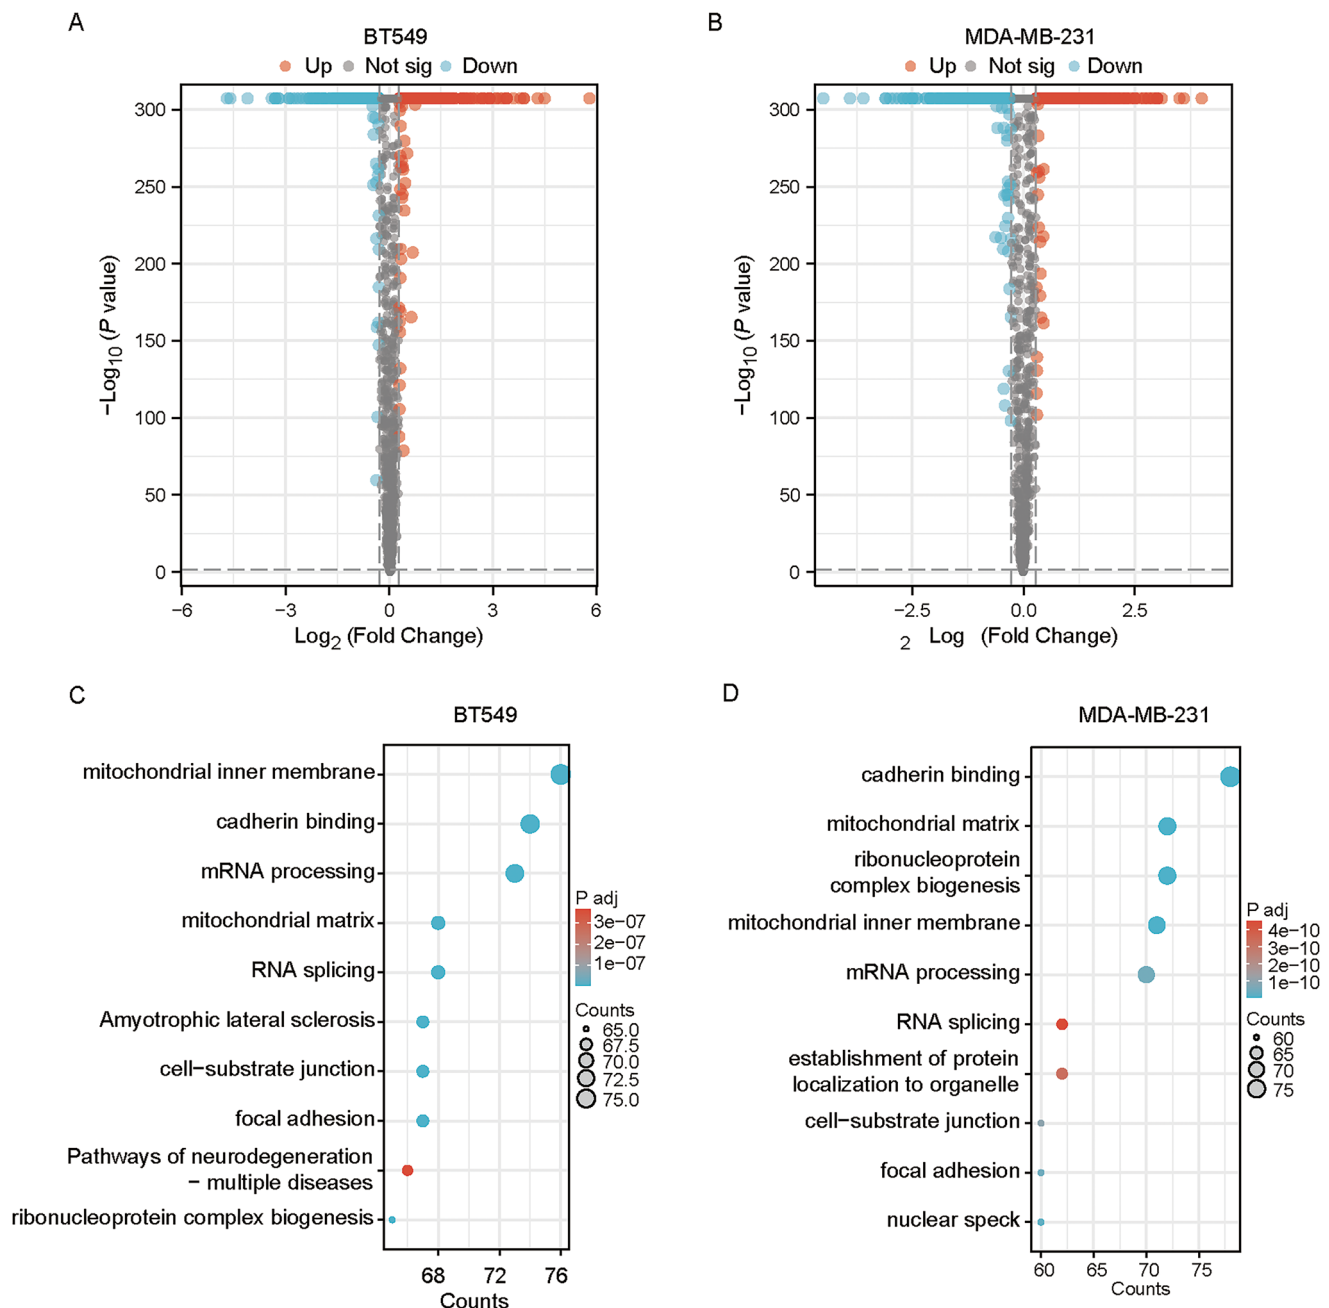 A
BT549
Up Not sig Down
300
250
200
150
100
50
0
−Log10 (P value)
−6 −3 0 3 6
Log2 (Fold Change)
B
MDA-MB-231
Up Not sig Down
300
250
200
150
100
50
0
−Log10 (P value)
−2.5 0.0 2.5
2 Log (Fold Change)
C
BT549
mitochondrial inner membrane
cadherin binding
mRNA processing
mitochondrial matrix
RNA splicing
Amyotrophic lateral sclerosis
cell−substrate junction
focal adhesion
Pathways of neurodegeneration
− multiple diseases
ribonucleoprotein complex biogenesis
68 72 76
Counts
P adj
3e−07
2e−07
1e−07
Counts
65.0
67.5
70.0
72.5
75.0
D
MDA-MB-231
cadherin binding
mitochondrial matrix
ribonucleoprotein
complex biogenesis
mitochondrial inner membrane
mRNA processing
RNA splicing
establishment of protein
localization to organelle
cell−substrate junction
focal adhesion
nuclear speck
60 65 70 75
Counts
P adj
4e−10
3e−10
2e−10
1e−10
Counts
60
65
70
75